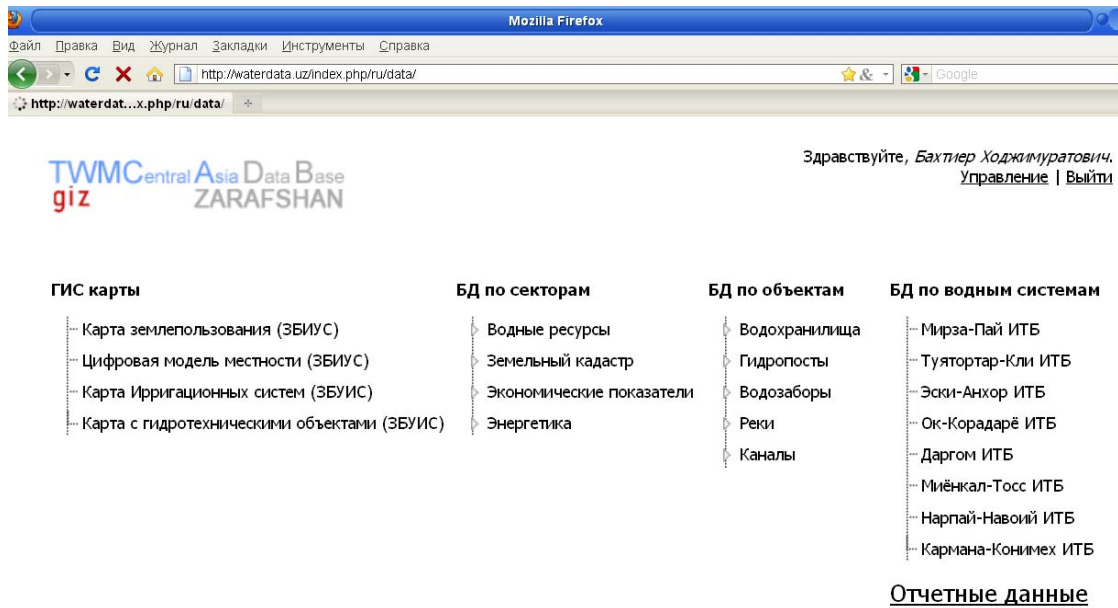 Mozilla Firefox
Файл Правка Вид Журнал Закладки Инструменты Справка
http://waterdata.uz/index.php/ru/data/
Google
http://waterdat...x.php/ru/data/
TWMCentral Asia Data Base
giz ZARAFSHAN
Здравствуйте, Бахтиер Ходжимуратович.
Управление | Выйти
ГИС карты
Карта землепользования (ЗБИУС)
Цифровая модель местности (ЗБИУС)
Карта Ирригационных систем (ЗБУИС)
Карта с гидротехническими объектами (ЗБУИС)
БД по секторам
Водные ресурсы
Земельный кадастр
Экономические показатели
Энергетика
БД по объектам
Водохранилища
Гидропосты
Водозаборы
Реки
Каналы
БД по водным системам
Мирза-Пай ИТБ
Туятортар-Кли ИТБ
Эски-Анхор ИТБ
Ок-Корадарё ИТБ
Даргом ИТБ
Миёнкал-Тосс ИТБ
Нарпай-Навоий ИТБ
Кармана-Конимех ИТБ
Отчетные данные